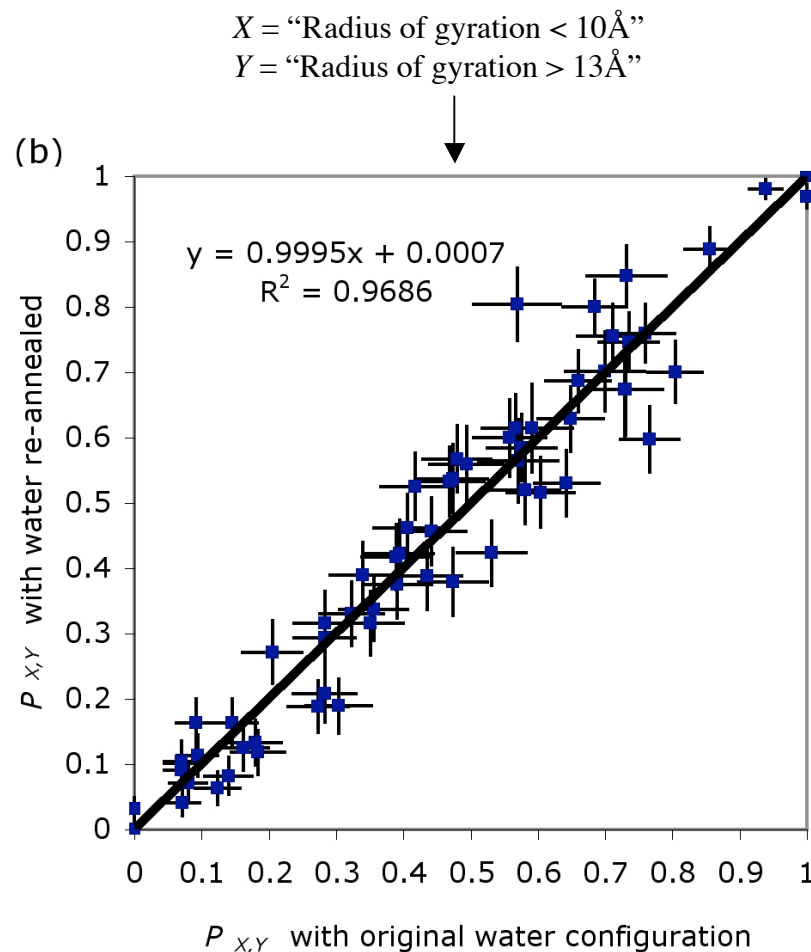 X = “Radius of gyration < 10Å”
Y = “Radius of gyration > 13Å”
(b)
1
0.9
0.8
0.7
0.6
0.5
0.4
0.3
0.2
0.1
0
y = 0.9995x + 0.0007
R² = 0.9686
P X,Y with water re-annealed
0 0.1 0.2 0.3 0.4 0.5 0.6 0.7 0.8 0.9 1
P X,Y with original water configuration